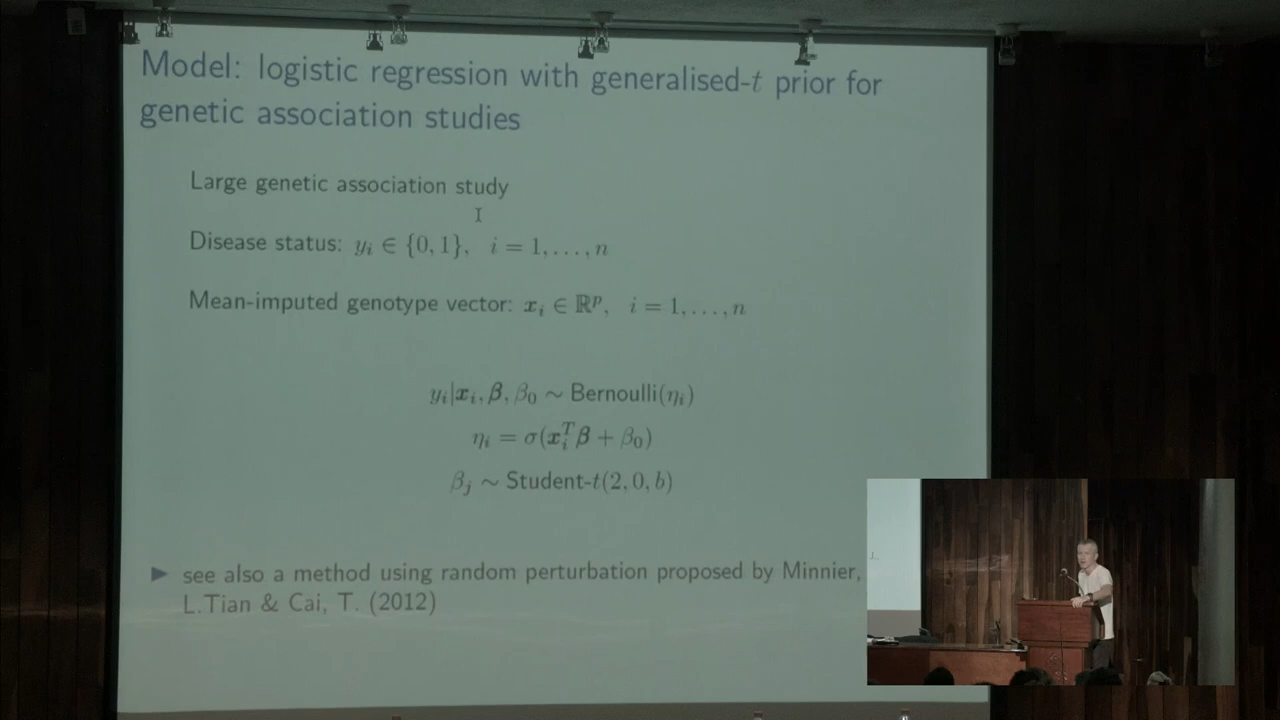 Model: logistic regression with generalised-t prior for
genetic association studies
Large genetic association study
Disease status: yᵢ ∈ {0, 1}, i = 1, . . . , n
Mean-imputed genotype vector: xᵢ ∈ ℝᵖ, i = 1, . . . , n
yᵢ|xᵢ, β, β₀ ∼ Bernoulli(ηᵢ)
ηᵢ = σ(xᵢᵀβ + β₀)
βⱼ ∼ Student-t(2, 0, b)
▶ see also a method using random perturbation proposed by Minnier,
L.Tian & Cai, T. (2012)